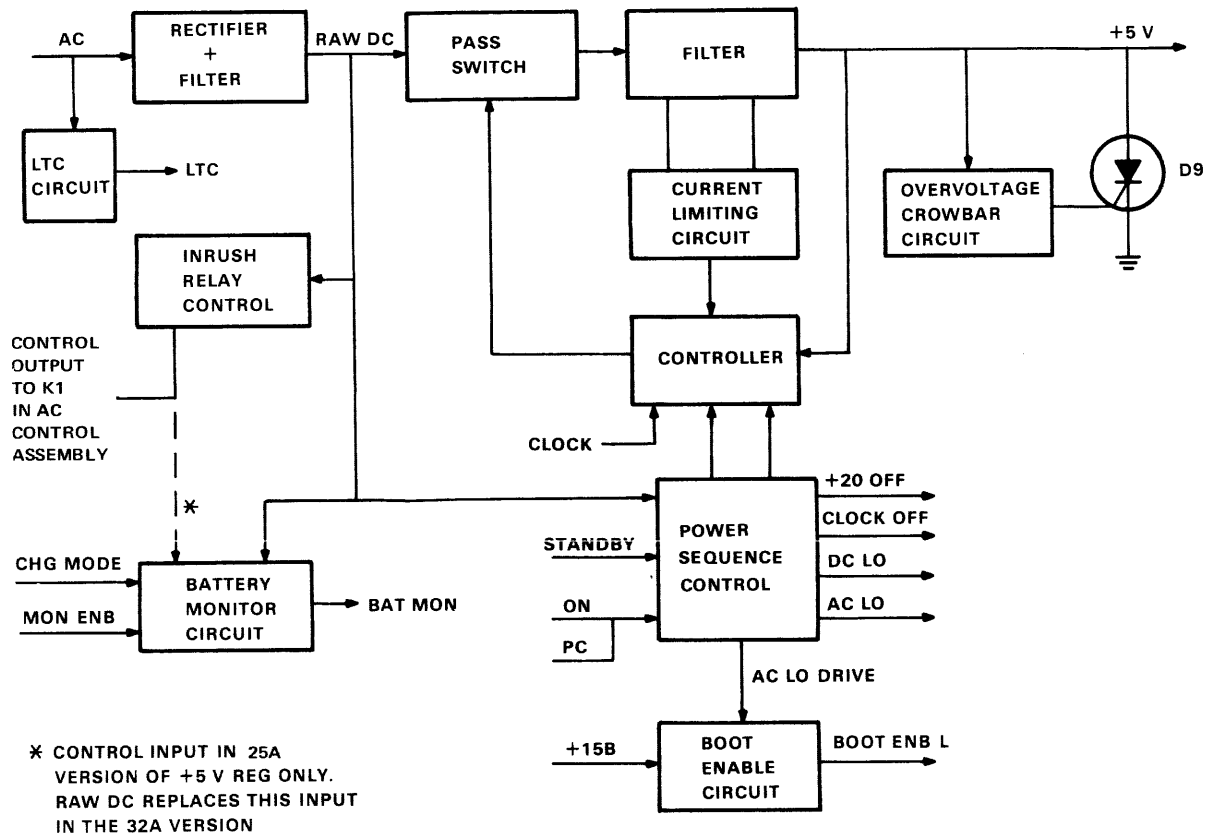 AC
RECTIFIER
+
FILTER
RAW DC
PASS
SWITCH
FILTER
+5 V
LTC
CIRCUIT
LTC
CURRENT
LIMITING
CIRCUIT
OVERVOLTAGE
CROWBAR
CIRCUIT
D9
INRUSH
RELAY
CONTROL
CONTROL
OUTPUT
TO K1
IN AC
CONTROL
ASSEMBLY
CONTROLLER
CLOCK
*
POWER
SEQUENCE
CONTROL
+20 OFF
CLOCK OFF
DC LO
AC LO
STANDBY
ON
PC
CHG MODE
MON ENB
BATTERY
MONITOR
CIRCUIT
BAT MON
AC LO DRIVE
+15B
BOOT
ENABLE
CIRCUIT
BOOT ENB L
* CONTROL INPUT IN 25A
VERSION OF +5 V REG ONLY.
RAW DC REPLACES THIS INPUT
IN THE 32A VERSION